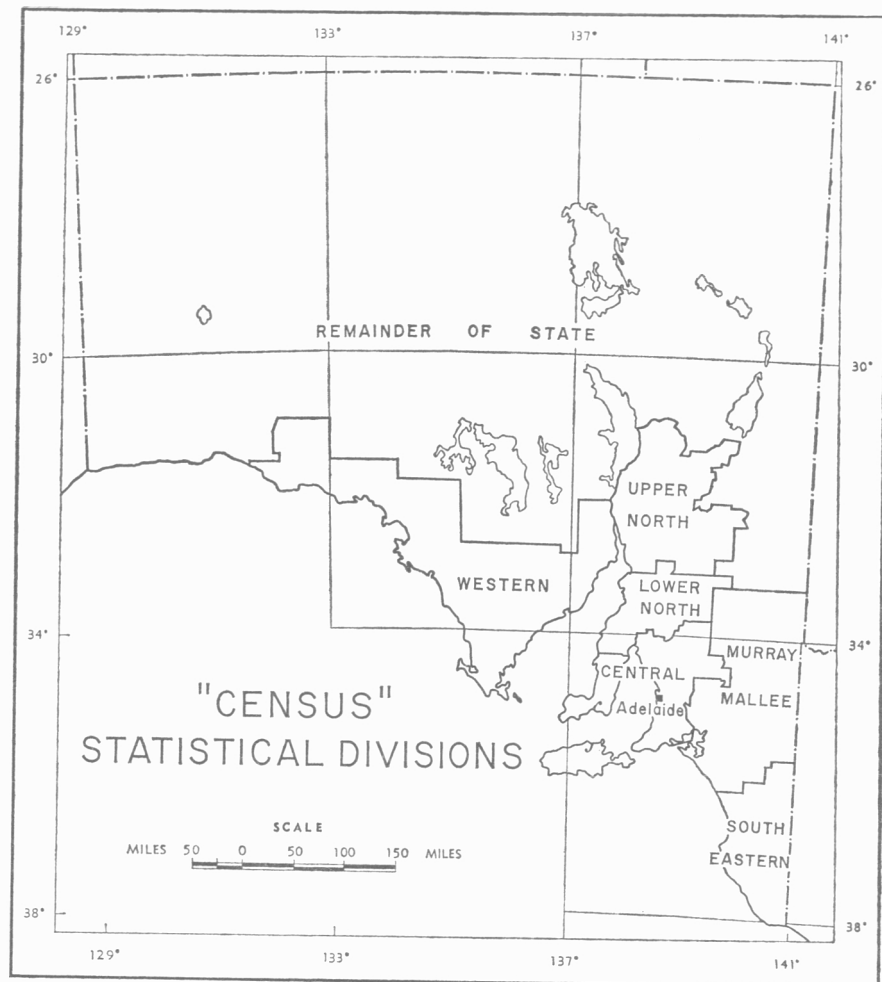 129° 133° 137° 141°
26° 26°
REMAINDER OF STATE
30° 30°
UPPER
NORTH
WESTERN
LOWER
NORTH
34° 34°
MURRAY
MALLEE
CENTRAL
Adelaide
"CENSUS"
STATISTICAL DIVISIONS
SOUTH
EASTERN
SCALE
MILES 50 0 50 100 150 MILES
38° 38°
129° 133° 137° 141°